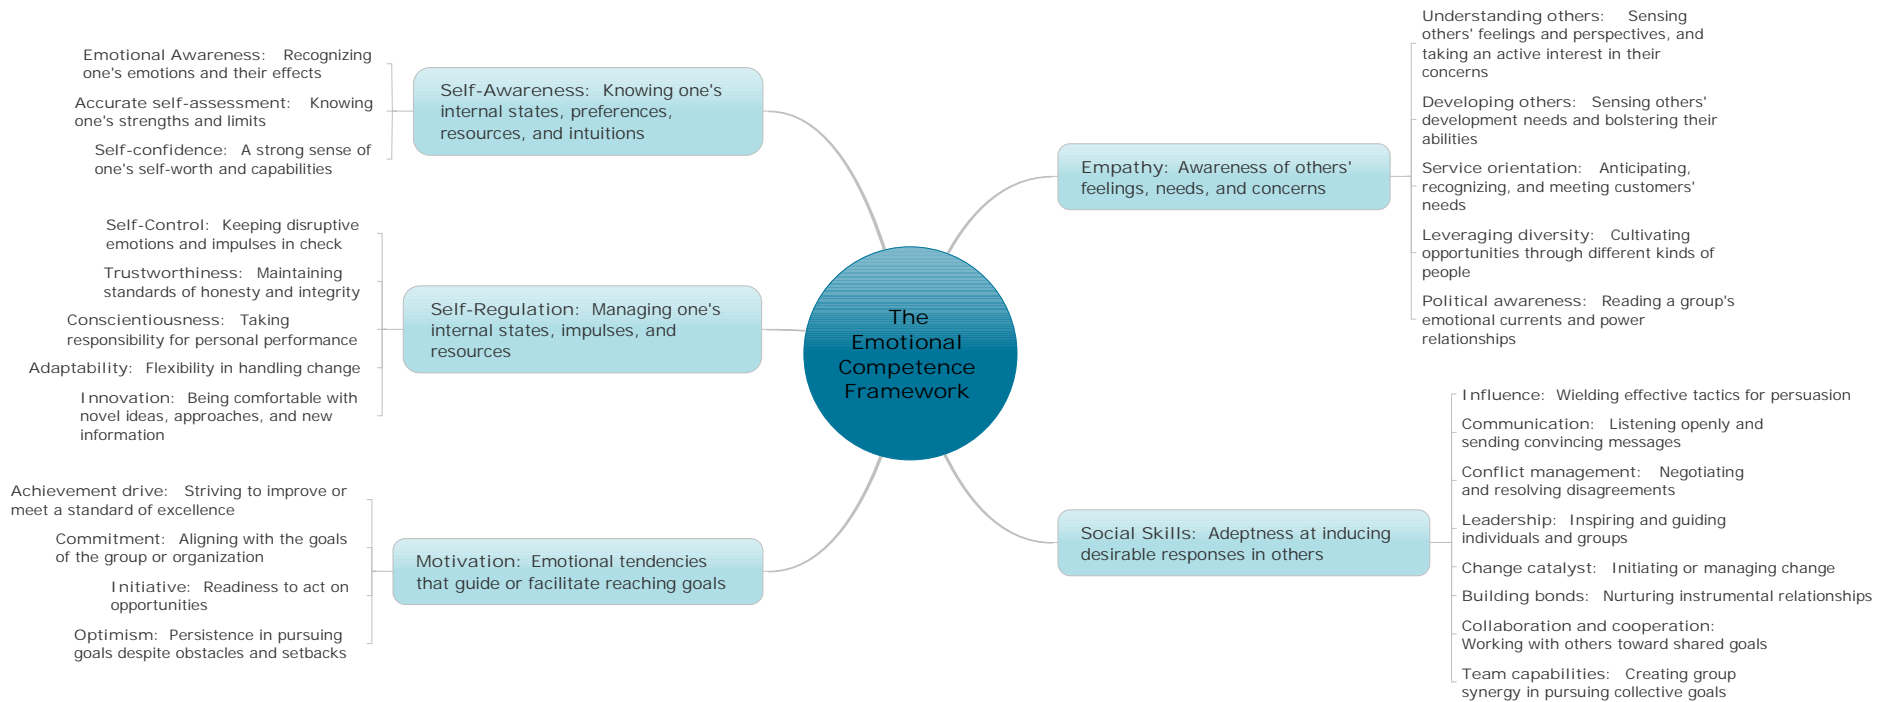 Emotional Awareness: Recognizing
one's emotions and their effects
Accurate self-assessment: Knowing
one's strengths and limits
Self-confidence: A strong sense of
one's self-worth and capabilities
Self-Awareness: Knowing one's
internal states, preferences,
resources, and intuitions
Self-Control: Keeping disruptive
emotions and impulses in check
Trustworthiness: Maintaining
standards of honesty and integrity
Conscientiousness: Taking
responsibility for personal performance
Adaptability: Flexibility in handling change
Innovation: Being comfortable with
novel ideas, approaches, and new
information
Self-Regulation: Managing one's
internal states, impulses, and
resources
Achievement drive: Striving to improve or
meet a standard of excellence
Commitment: Aligning with the goals
of the group or organization
Initiative: Readiness to act on
opportunities
Optimism: Persistence in pursuing
goals despite obstacles and setbacks
Motivation: Emotional tendencies
that guide or facilitate reaching goals
The
Emotional
Competence
Framework
Empathy: Awareness of others'
feelings, needs, and concerns
Understanding others: Sensing
others' feelings and perspectives, and
taking an active interest in their
concerns
Developing others: Sensing others'
development needs and bolstering their
abilities
Service orientation: Anticipating,
recognizing, and meeting customers'
needs
Leveraging diversity: Cultivating
opportunities through different kinds of
people
Political awareness: Reading a group's
emotional currents and power
relationships
Social Skills: Adeptness at inducing
desirable responses in others
Influence: Wielding effective tactics for persuasion
Communication: Listening openly and
sending convincing messages
Conflict management: Negotiating
and resolving disagreements
Leadership: Inspiring and guiding
individuals and groups
Change catalyst: Initiating or managing change
Building bonds: Nurturing instrumental relationships
Collaboration and cooperation:
Working with others toward shared goals
Team capabilities: Creating group
synergy in pursuing collective goals